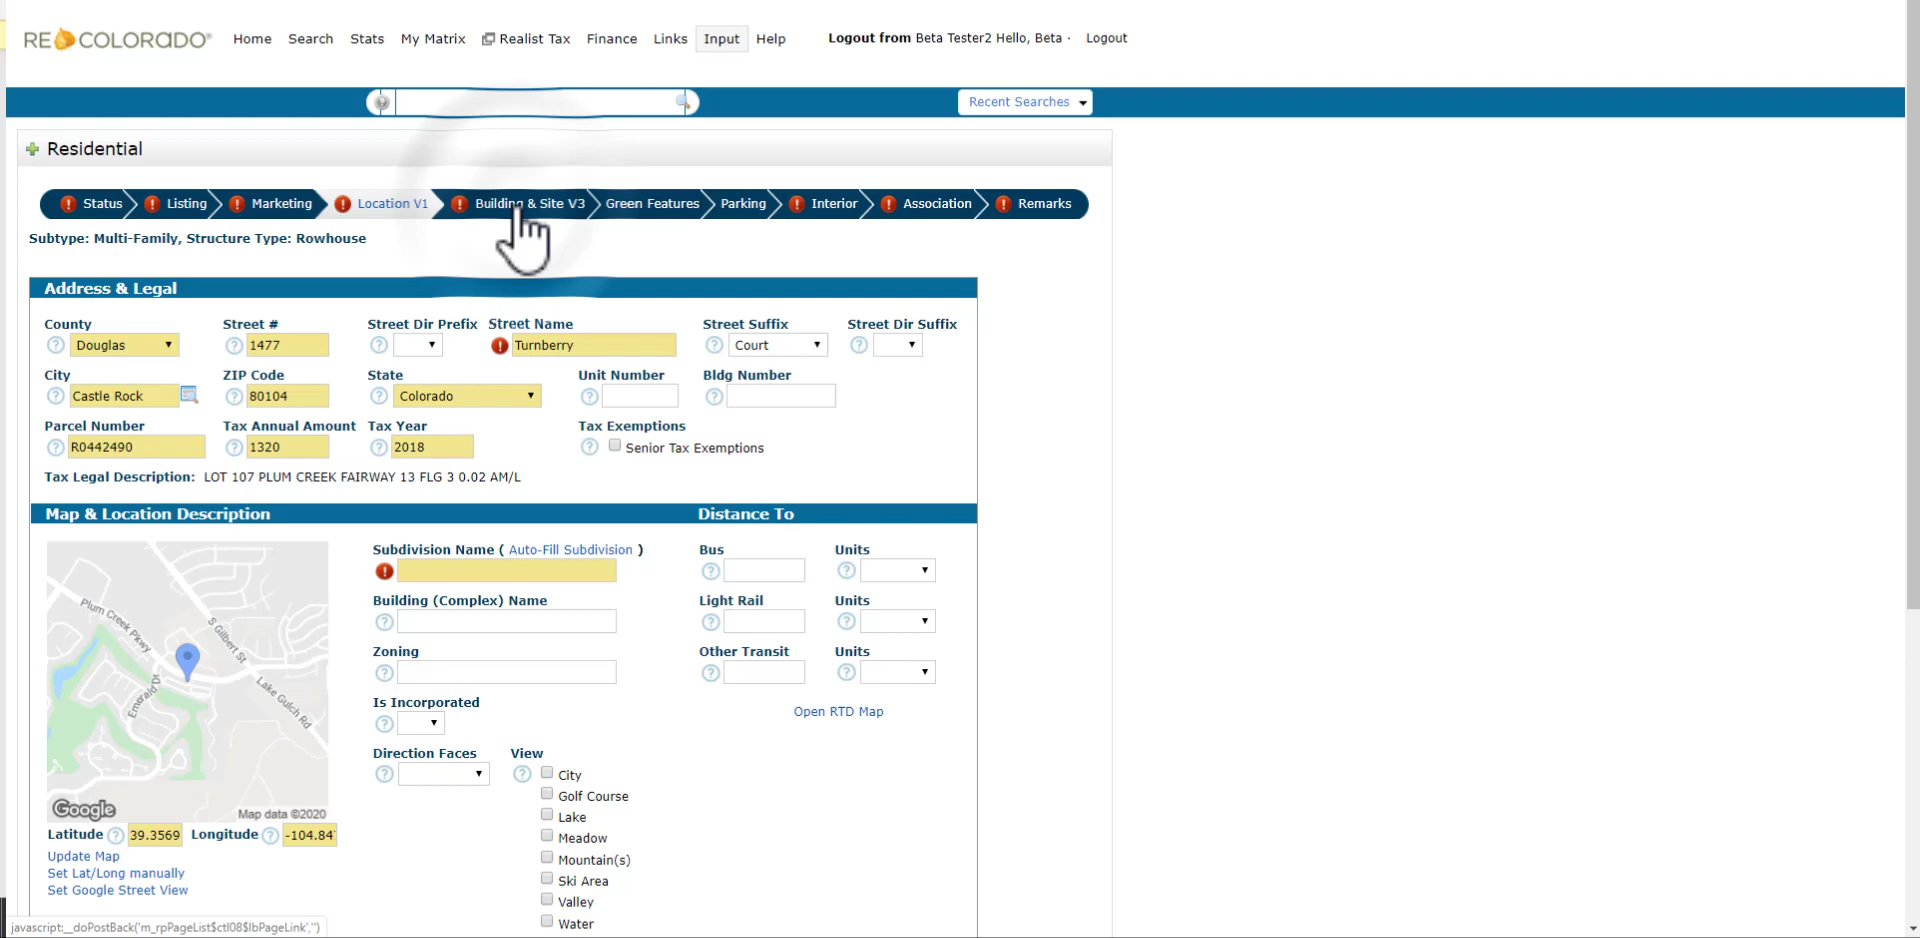 RECOLORADO®
Home Search Stats My Matrix Realist Tax Finance Links Input Help
Logout from Beta Tester2 Hello, Beta · Logout
Recent Searches
Residential
Status Listing Marketing Location V1 Building & Site V3 Green Features Parking Interior Association Remarks
Subtype: Multi-Family, Structure Type: Rowhouse
Address & Legal
County Street # Street Dir Prefix Street Name Street Suffix Street Dir Suffix
Douglas 1477 Turnberry Court
City ZIP Code State Unit Number Bldg Number
Castle Rock 80104 Colorado
Parcel Number Tax Annual Amount Tax Year Tax Exemptions
R0442490 1320 2018 Senior Tax Exemptions
Tax Legal Description: LOT 107 PLUM CREEK FAIRWAY 13 FLG 3 0.02 AM/L
Map & Location Description Distance To
Subdivision Name ( Auto-Fill Subdivision ) Bus Units
Building (Complex) Name Light Rail Units
Zoning Other Transit Units
Is Incorporated
Open RTD Map
Direction Faces View
City
Golf Course
Lake
Meadow
Mountain(s)
Ski Area
Valley
Water
Plum Creek Pkwy
S Gilbert St
Emerald Dr
Lake Gulch Rd
Google Map data ©2020
Latitude 39.3569 Longitude -104.84
Update Map
Set Lat/Long manually
Set Google Street View
javascript:__doPostBack('m_rpPageList$ctl08$lbPageLink','')